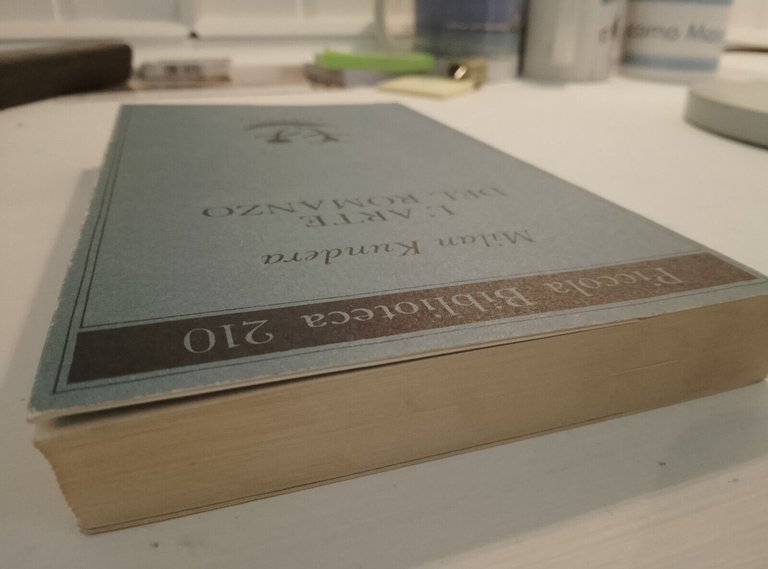 Piccola Biblioteca 210
Milan Kundera
L'ARTE
DEL ROMANZO